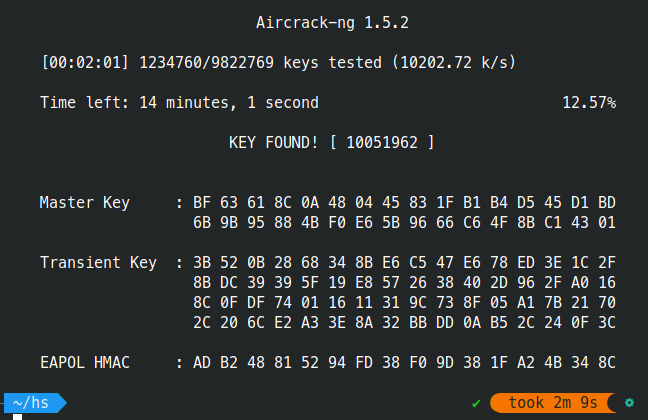 Aircrack-ng 1.5.2
[00:02:01] 1234760/9822769 keys tested (10202.72 k/s)
Time left: 14 minutes, 1 second 12.57%
KEY FOUND! [ 10051962 ]
Master Key : BF 63 61 8C 0A 48 04 45 83 1F B1 B4 D5 45 D1 BD
6B 9B 95 88 4B F0 E6 5B 96 66 C6 4F 8B C1 43 01
Transient Key : 3B 52 0B 28 68 34 8B E6 C5 47 E6 78 ED 3E 1C 2F
8B DC 39 39 5F 19 E8 57 26 38 40 2D 96 2F A0 16
8C 0F DF 74 01 16 11 31 9C 73 8F 05 A1 7B 21 70
2C 20 6C E2 A3 3E 8A 32 BB DD 0A B5 2C 24 0F 3C
EAPOL HMAC : AD B2 48 81 52 94 FD 38 F0 9D 38 1F A2 4B 34 8C
~/hs ✔ took 2m 9s